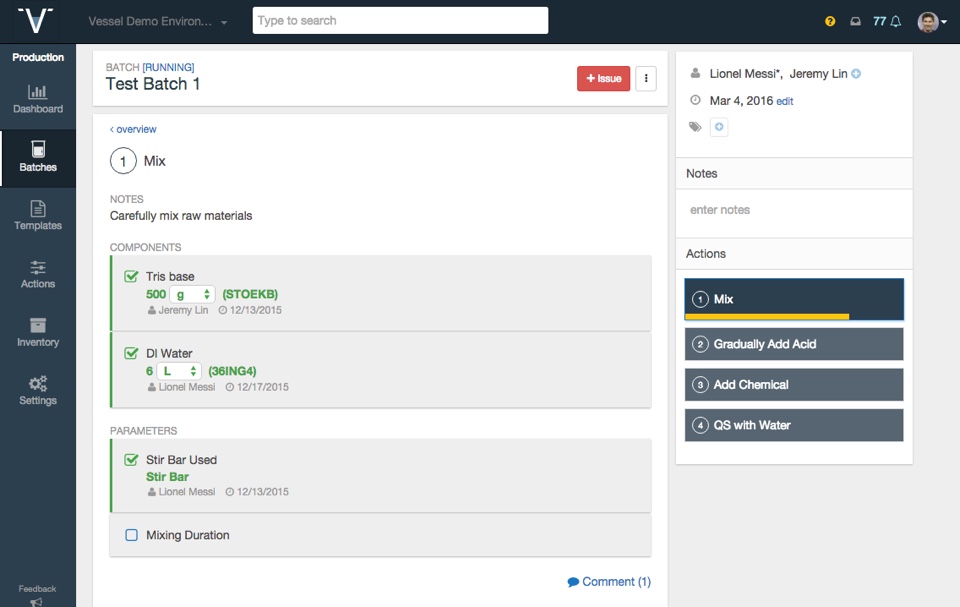 Vessel Demo Environ...
Type to search
?
77
Production
Dashboard
Batches
Templates
Actions
Inventory
Settings
Feedback
BATCH [RUNNING]
Test Batch 1
+ Issue
‹ overview
1 Mix
NOTES
Carefully mix raw materials
COMPONENTS
Tris base
500 g (STOEKB)
Jeremy Lin 12/13/2015
DI Water
6 L (36ING4)
Lionel Messi 12/17/2015
PARAMETERS
Stir Bar Used
Stir Bar
Lionel Messi 12/13/2015
Mixing Duration
Comment (1)
Lionel Messi*, Jeremy Lin
Mar 4, 2016 edit
Notes
enter notes
Actions
1 Mix
2 Gradually Add Acid
3 Add Chemical
4 QS with Water